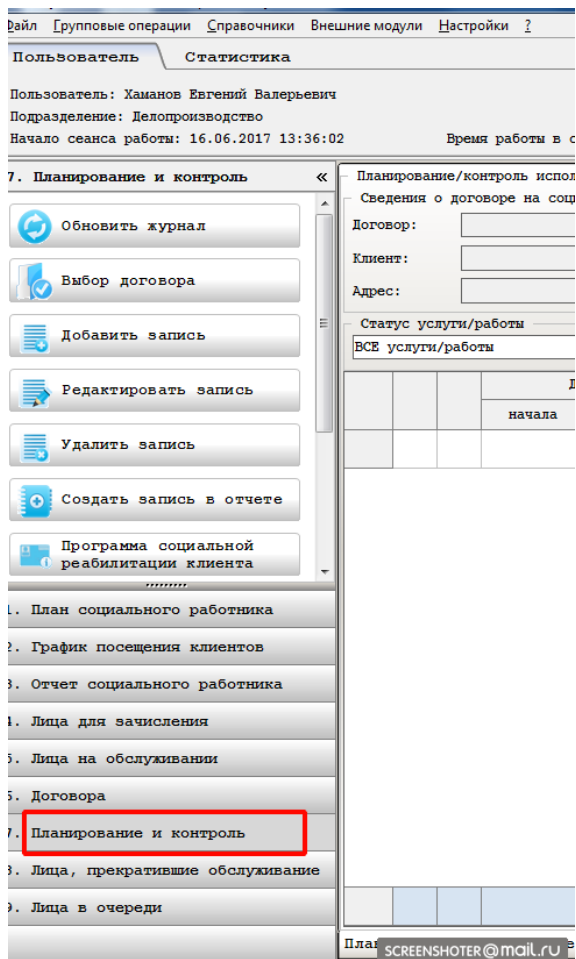 Файл Групповые операции Справочники Внешние модули Настройки ?
Пользователь Статистика
Пользователь: Хаманов Евгений Валерьевич
Подразделение: Делопроизводство
Начало сеанса работы: 16.06.2017 13:36:02 Время работы в с
7. Планирование и контроль «
Обновить журнал
Выбор договора
Добавить запись
Редактировать запись
Удалить запись
Создать запись в отчете
Программа социальной
реабилитации клиента
1. План социального работника
2. График посещения клиентов
3. Отчет социального работника
4. Лица для зачисления
5. Лица на обслуживании
6. Договора
7. Планирование и контроль
8. Лица, прекратившие обслуживание
9. Лица в очереди
Планирование/контроль испол
Сведения о договоре на соци
Договор:
Клиент:
Адрес:
Статус услуги/работы
ВСЕ услуги/работы
Д
начала
План
SCREENSHOTER@mail.ru